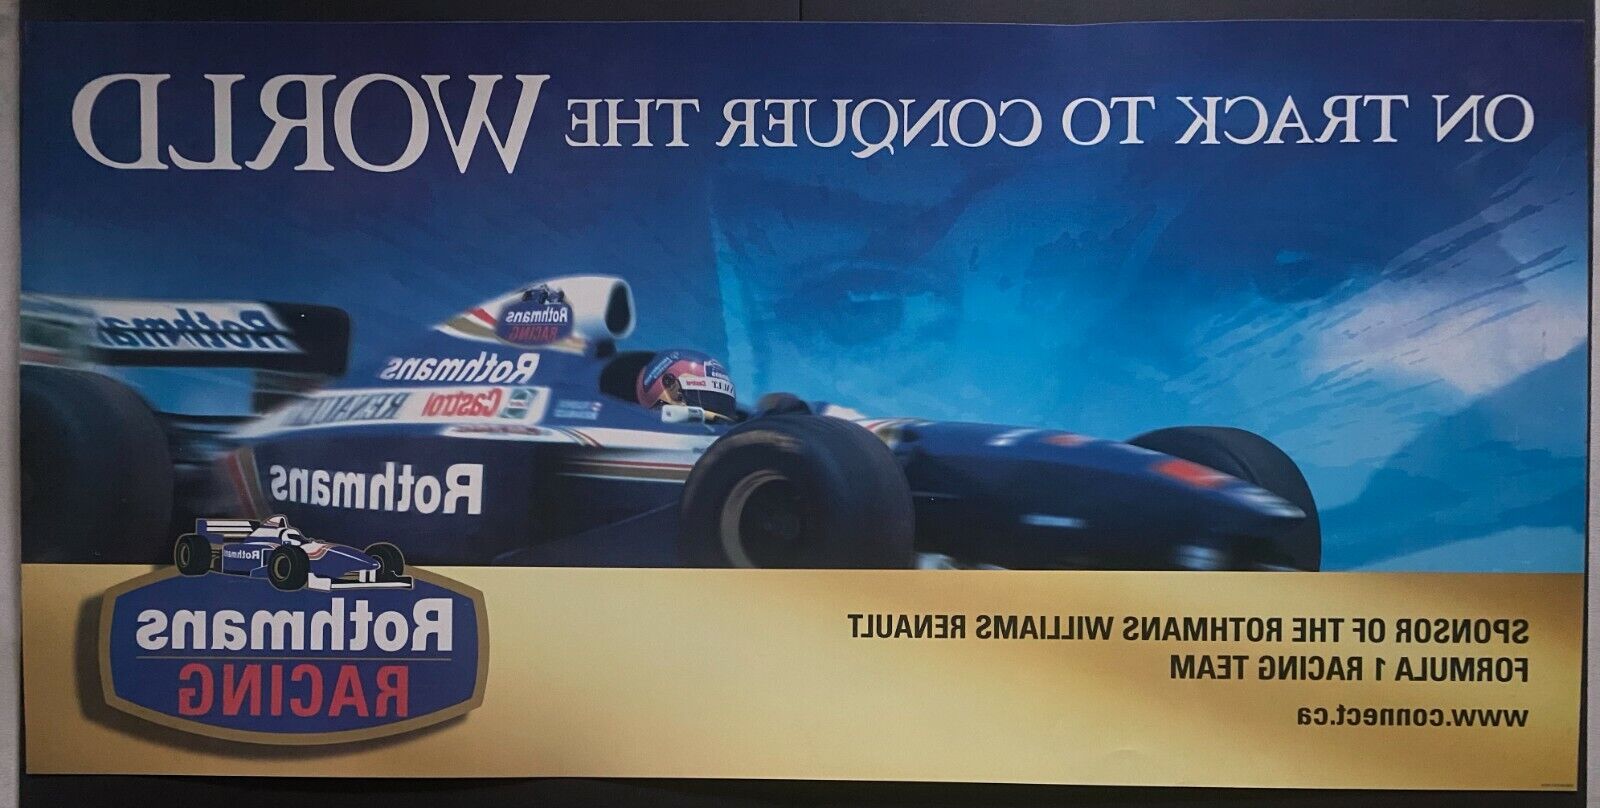 ON TRACK TO CONQUER THE WORLD
Rothmans
Rothmans
RACING
Rothmans
RENAULT Castrol
Rothmans
Rothmans
Rothmans
RACING
SPONSOR OF THE ROTHMANS WILLIAMS RENAULT
FORMULA 1 RACING TEAM
www.connect.ca